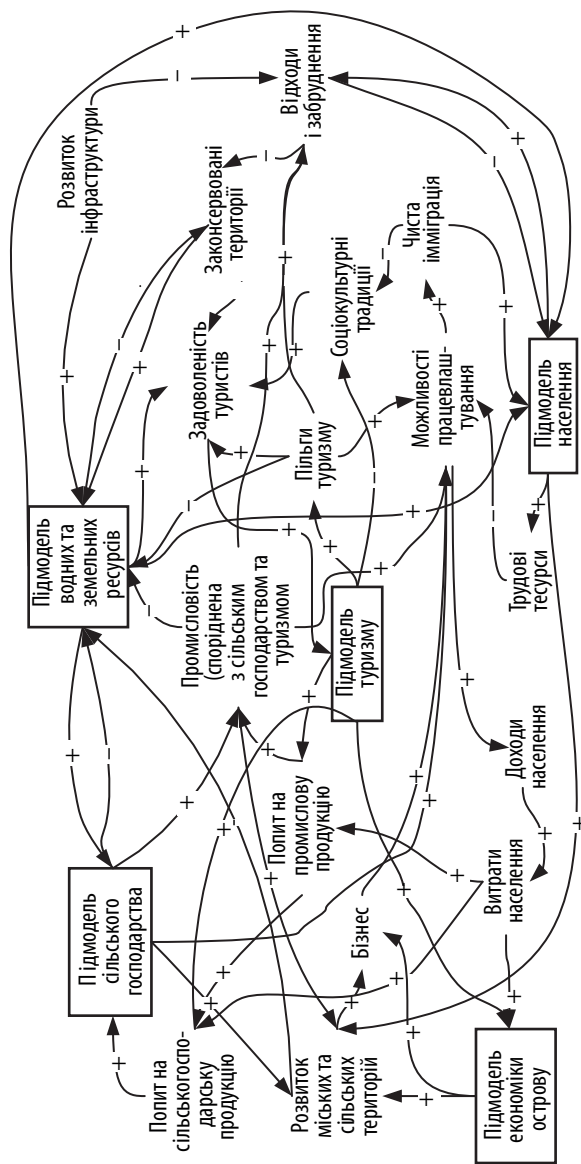 Розвиток
інфраструктури
Відходи
і забруднення
Законсервовані
території
Чиста
імміграція
Соціокультурні
традиції
Задоволеність
туристів
Можливості
працевлаш-
тування
Пільги
туризму
Підмодель
населення
Підмодель
водних та
земельних
ресурсів
Трудові
тесурси
Промисловість
(споріднена
з сільським
господарством та
туризмом
Підмодель
туризму
Доходи
населення
Попит на
промислову
продукцію
Витрати
населення
Підмодель
сільського
господарства
Бізнес
Попит на
сільськогоспо-
дарську
продукцію
Розвиток
міських та
сільських
територій
Підмодель
економіки
острову